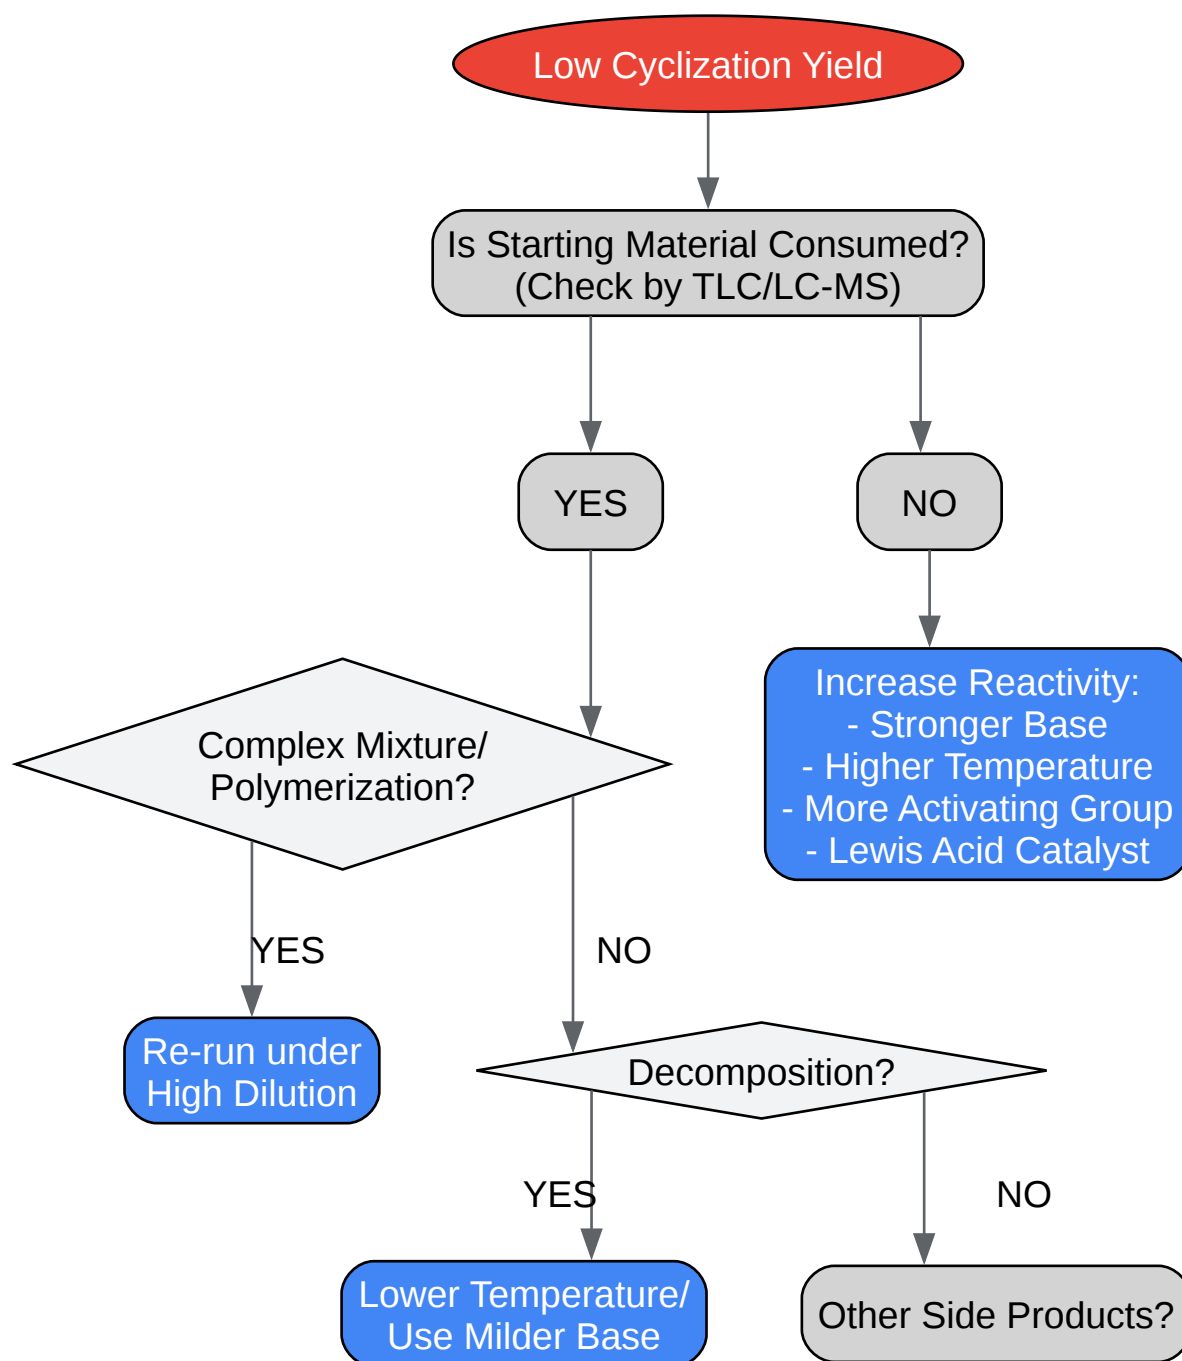 Low Cyclization Yield
Is Starting Material Consumed?
(Check by TLC/LC-MS)
YES
NO
Increase Reactivity:
- Stronger Base
- Higher Temperature
- More Activating Group
- Lewis Acid Catalyst
Complex Mixture/
Polymerization?
YES
NO
Re-run under
High Dilution
Decomposition?
YES
NO
Lower Temperature/
Use Milder Base
Other Side Products?